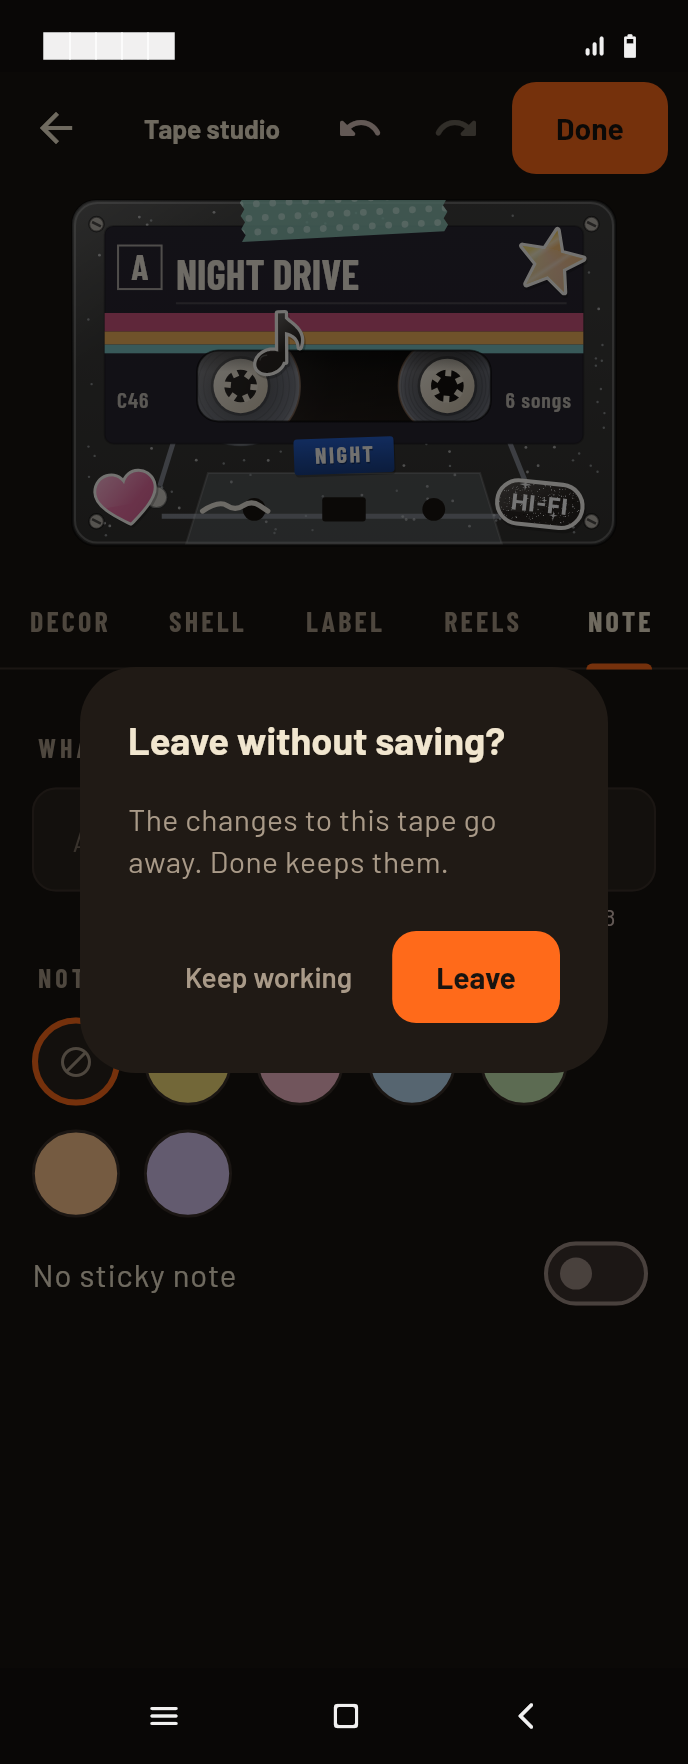 Tape studio
Done
A
NIGHT DRIVE
C46
6 songs
NIGHT
HI-FI
DECOR
SHELL
LABEL
REELS
NOTE
Leave without saving?
The changes to this tape go
away. Done keeps them.
Keep working
Leave
No sticky note